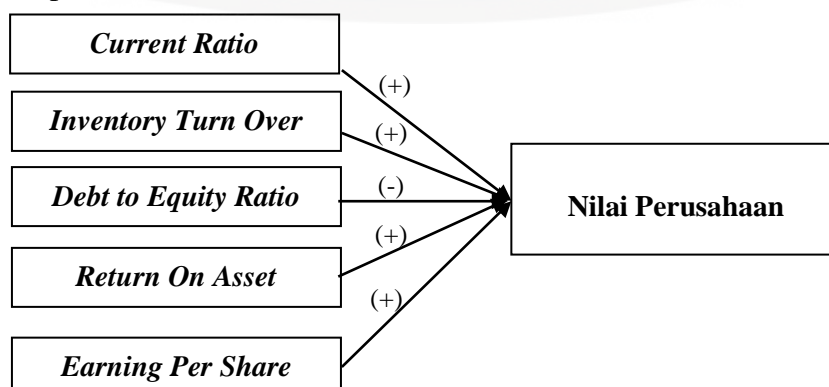 Current Ratio
(+)
Inventory Turn Over
(+)
Debt to Equity Ratio
(-)
Nilai Perusahaan
(+)
Return On Asset
(+)
Earning Per Share